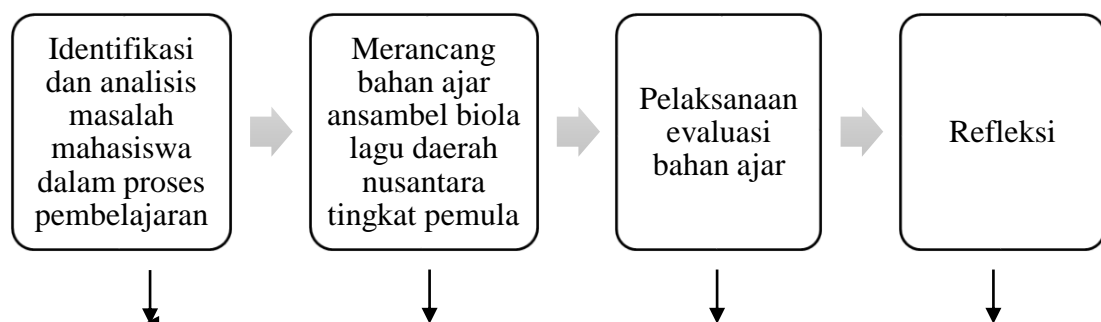 Identifikasi
dan analisis
masalah
mahasiswa
dalam proses
pembelajaran
Merancang
bahan ajar
ansambel biola
lagu daerah
nusantara
tingkat pemula
Pelaksanaan
evaluasi
bahan ajar
Refleksi